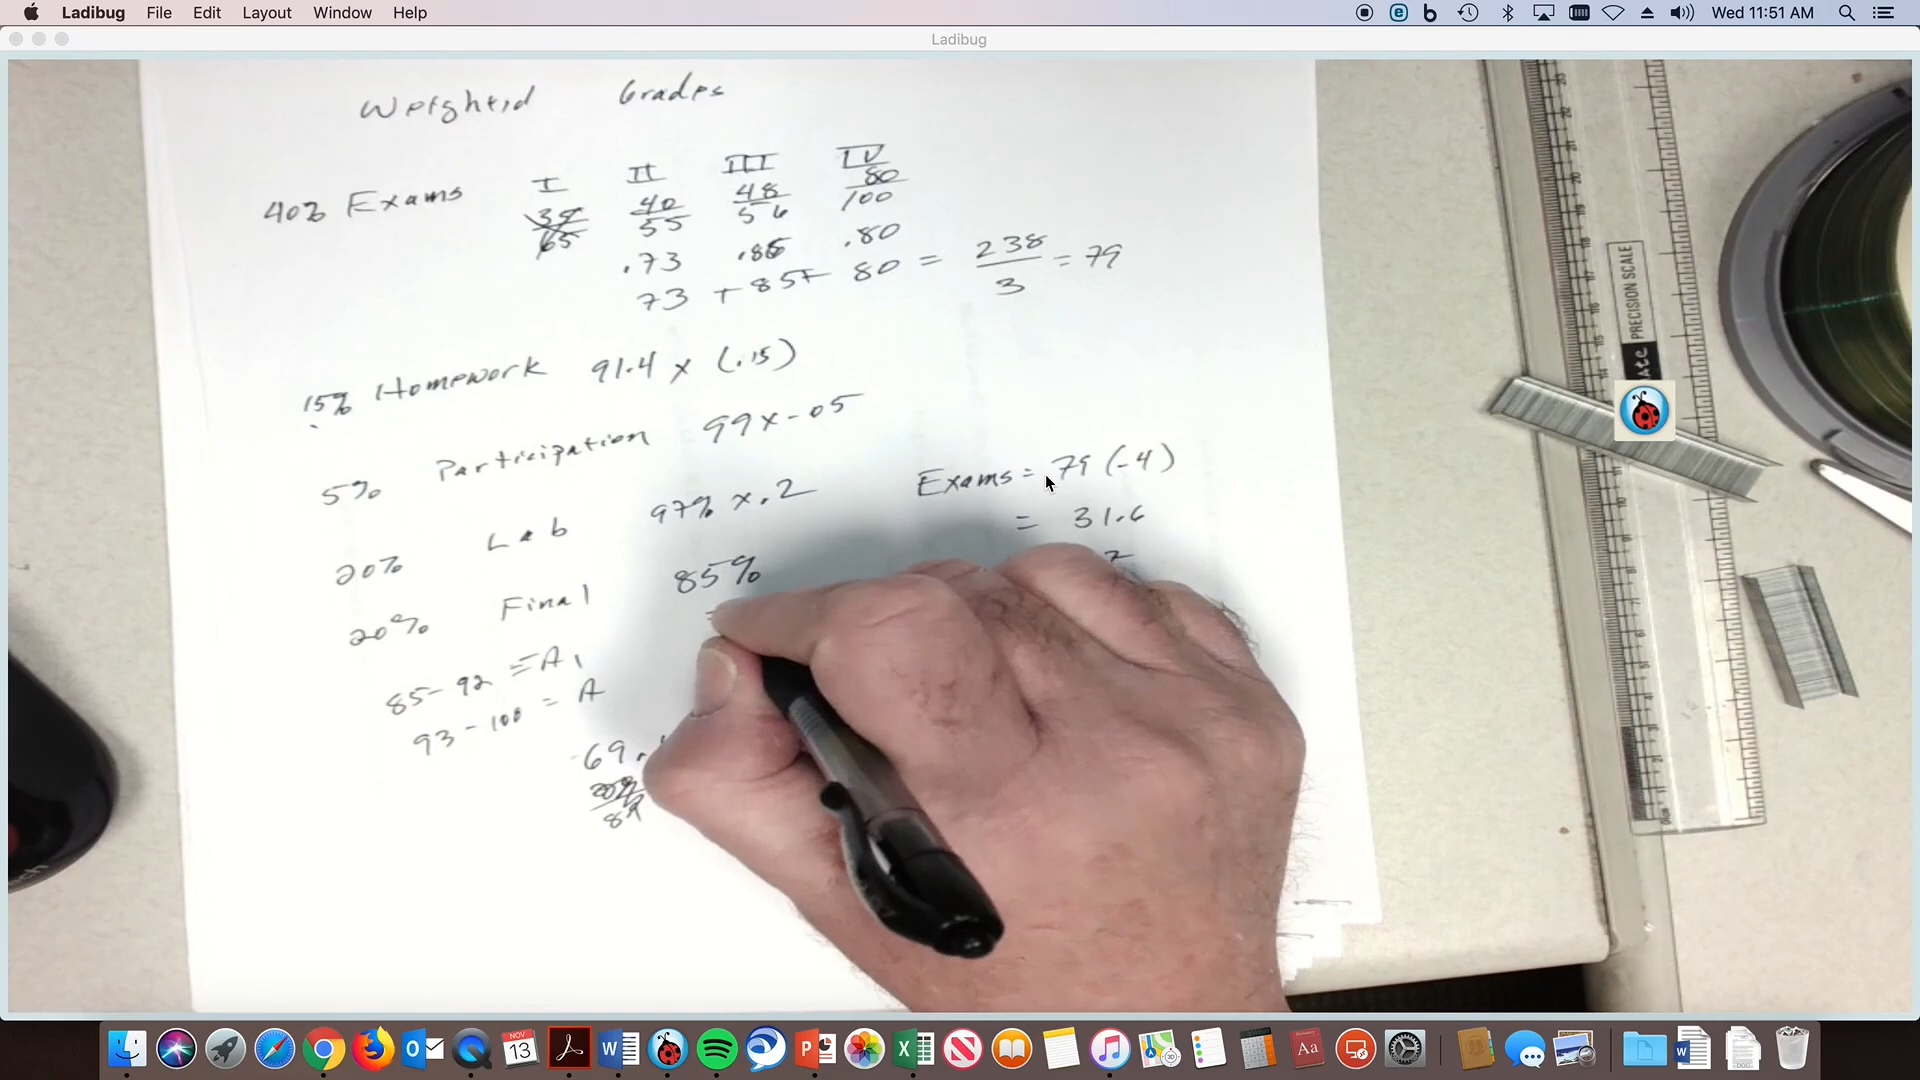 Ladibug File Edit Layout Window Help Wed 11:51 AM
Ladibug
Weighted Grades
I II III IV
40% Exams 40/55 48/56 80/100
.73 .86 .80
73 + 85 + 80 = 238/3 = 79
15% Homework 91.4 x (.15)
5% Participation 99 x .05
20% Lab 97% x .2
Exams = 79 (.4)
= 31.6
20% Final 85%
85 - 92 = A
93 - 100 = A
69.
PRECISION SCALE
NOV
13